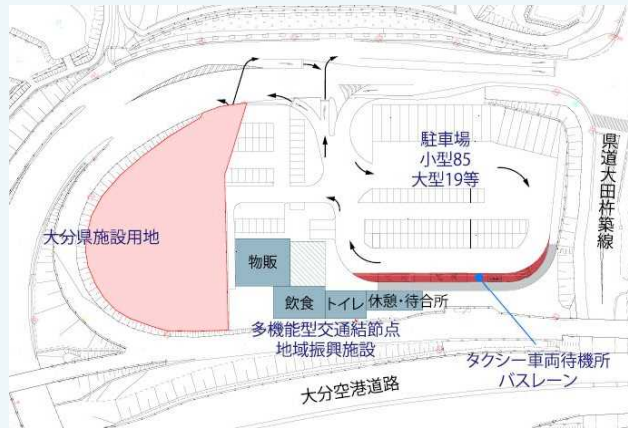 駐車場
小型85
大型19等
県道大田杵築線
大分県施設用地
物販
飲食
トイレ
休憩・待合所
多機能型交通結節点
地域振興施設
タクシー車両待機所
バスレーン
大分空港道路